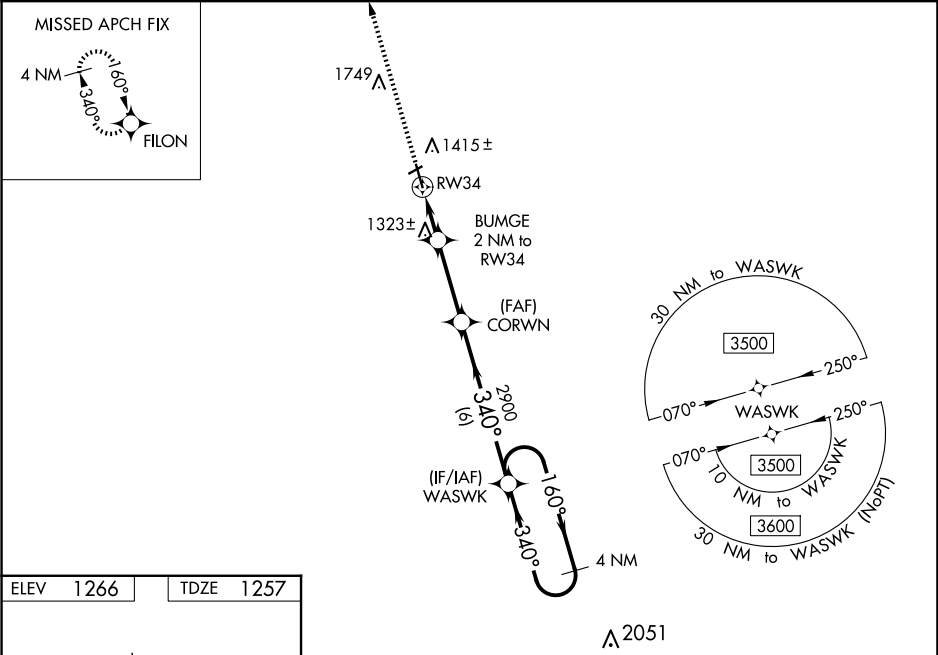 MISSED APCH FIX
4 NM
160°
340°
FILON
1749
1415 ±
RW34
1323±
BUMGE
2 NM to
RW34
(FAF)
CORWN
2900
340°
(6)
(IF/IAF)
WASWK
160°
340°
4 NM
2051
30 NM to WASWK
3500
250°
070°
WASWK
250°
070°
3500
10 NM to WASWK
3600
30 NM to WASWK (NoPT)
ELEV 1266
TDZE 1257